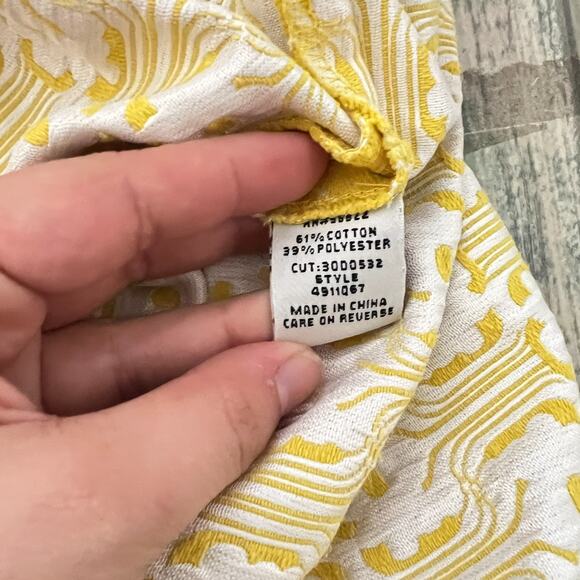 61% COTTON
39% POLYESTER
CUT:3000532
STYLE
4911067
MADE IN CHINA
CARE ON REVERSE